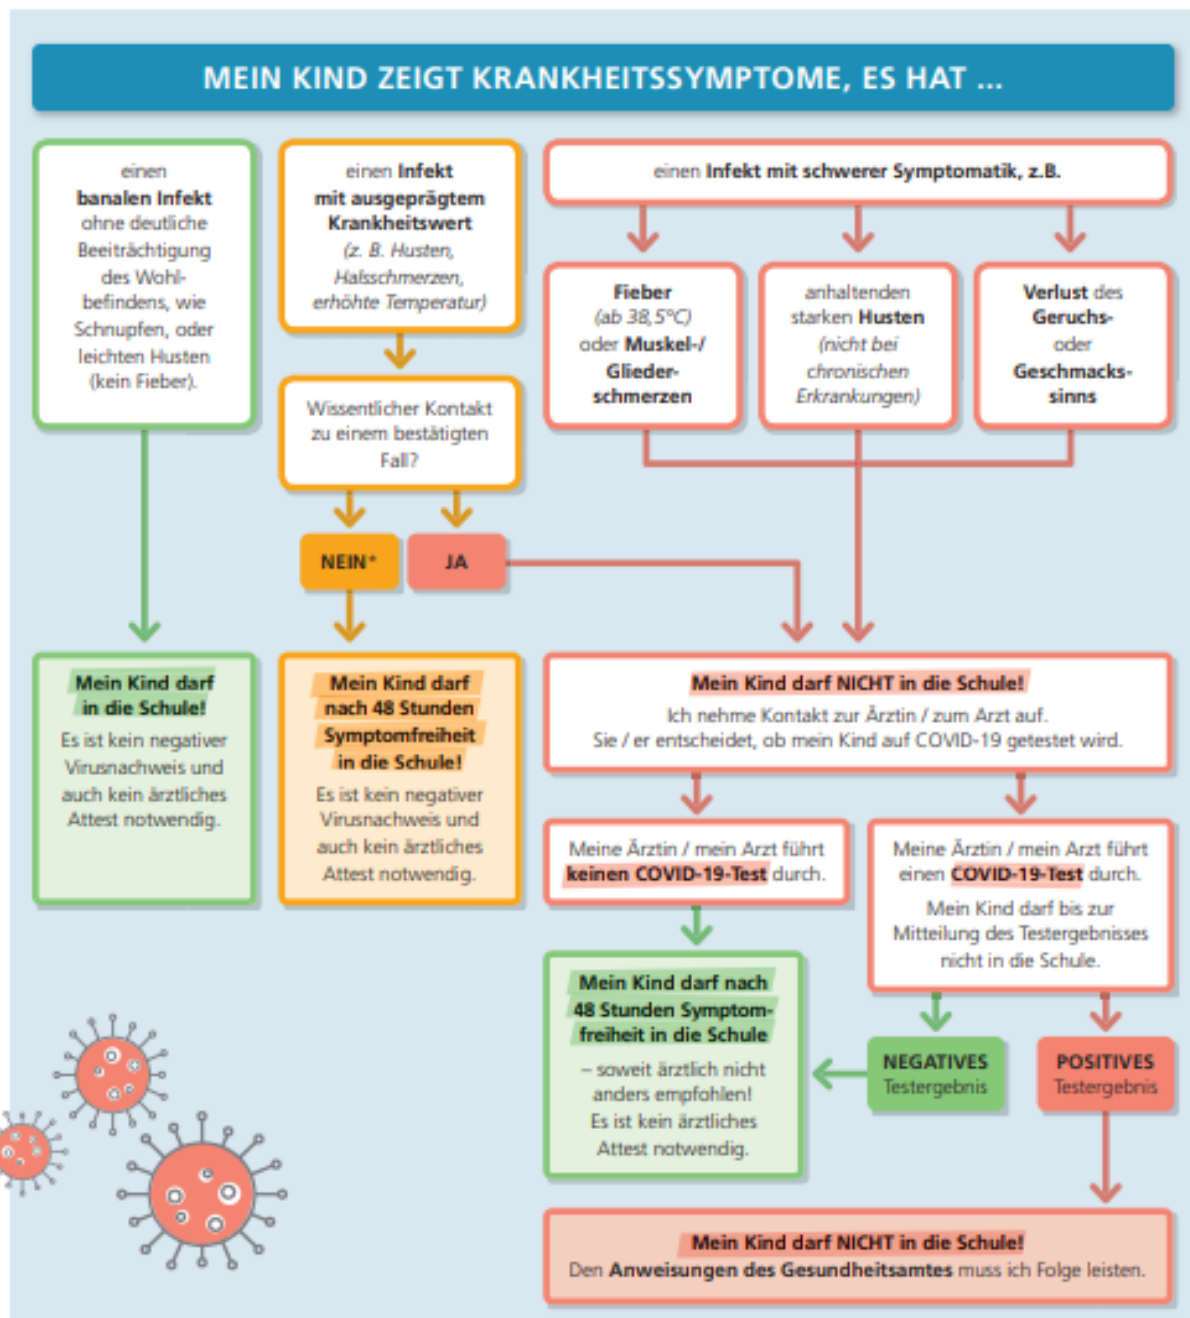 MEIN KIND ZEIGT KRANKHEITSSYMPTOME, ES HAT ...
einen
banalen Infekt
ohne deutliche
Beeiträchtigung
des Wohl-
befindens, wie
Schnupfen, oder
leichten Husten
(kein Fieber).
einen Infekt
mit ausgeprägtem
Krankheitswert
(z. B. Husten,
Halsschmerzen,
erhöhte Temperatur)
einen Infekt mit schwerer Symptomatik, z.B.
Fieber
(ab 38,5°C)
oder Muskel-/
Glieder-
schmerzen
anhaltenden
starken Husten
(nicht bei
chronischen
Erkrankungen)
Verlust des
Geruchs-
oder
Geschmacks-
sinns
Wissentlicher Kontakt
zu einem bestätigten
Fall?
NEIN*
JA
Mein Kind darf
in die Schule!
Es ist kein negativer
Virusnachweis und
auch kein ärztliches
Attest notwendig.
Mein Kind darf
nach 48 Stunden
Symptomfreiheit
in die Schule!
Es ist kein negativer
Virusnachweis und
auch kein ärztliches
Attest notwendig.
Mein Kind darf NICHT in die Schule!
Ich nehme Kontakt zur Ärztin / zum Arzt auf.
Sie / er entscheidet, ob mein Kind auf COVID-19 getestet wird.
Meine Ärztin / mein Arzt führt
keinen COVID-19-Test durch.
Meine Ärztin / mein Arzt führt
einen COVID-19-Test durch.
Mein Kind darf bis zur
Mitteilung des Testergebnisses
nicht in die Schule.
Mein Kind darf nach
48 Stunden Symptom-
freiheit in die Schule
– soweit ärztlich nicht
anders empfohlen!
Es ist kein ärztliches
Attest notwendig.
NEGATIVES
Testergebnis
POSITIVES
Testergebnis
Mein Kind darf NICHT in die Schule!
Den Anweisungen des Gesundheitsamtes muss ich Folge leisten.